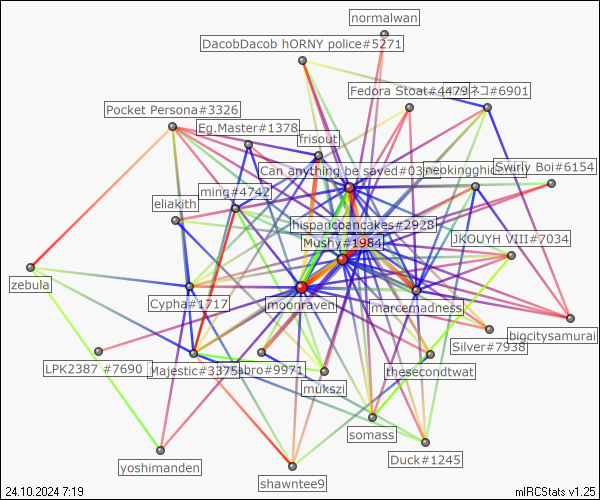 normalwan
DacobDacob hORNY police#5271
Fedora Stoat#4479
ネコ#6901
Pocket Persona#3326
Eg.Master#1378
frisout
Can anything be saved#03
neokingghi
Swirly Boi#6154
ming#4742
eliakith
hispanicpancakes#2928
Mushy#1984
JKOUYH VIII#7034
zebula
Cypha#1717
moonraven
marcemadness
bigcitysamurai
Silver#7938
LPK2387 #7690
Majestic#3375
abro#9971
thesecondtwat
mukszi
somass
Duck#1245
yoshimanden
shawntee9
24.10.2024 7:19
mIRCStats v1.25